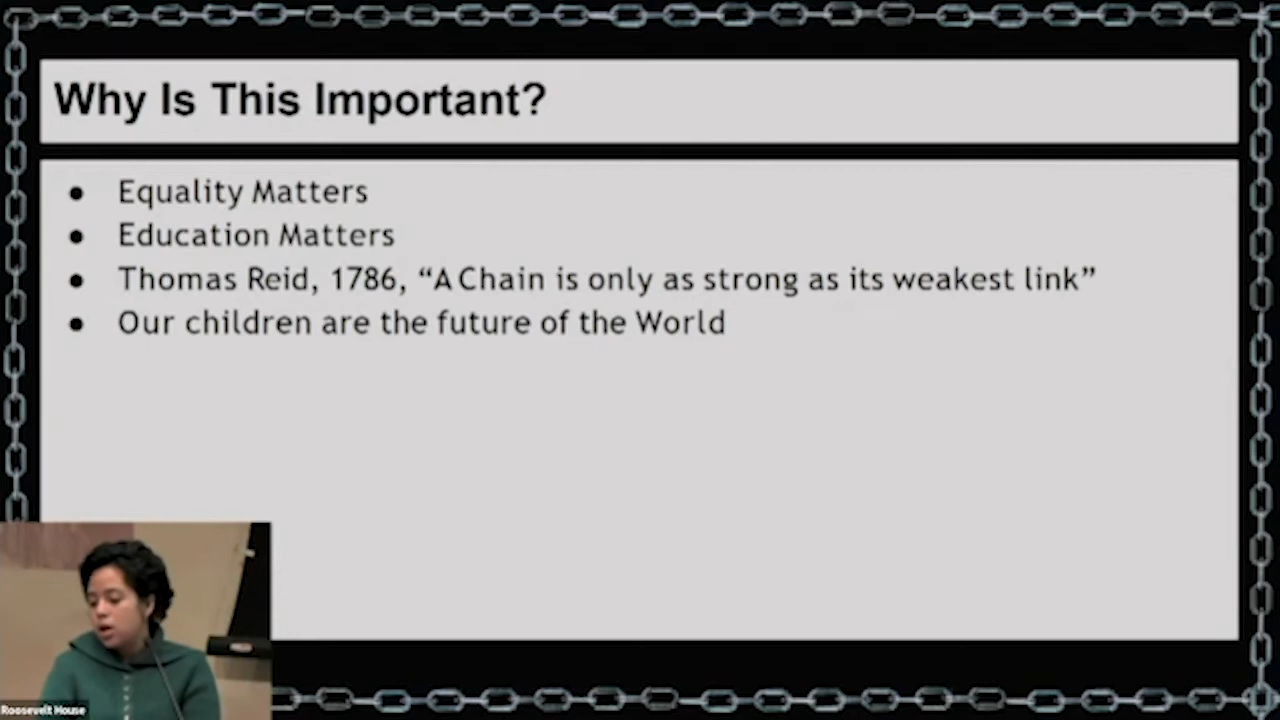 Why Is This Important?
● Equality Matters
● Education Matters
● Thomas Reid, 1786, “A Chain is only as strong as its weakest link”
● Our children are the future of the World
Roosevelt House